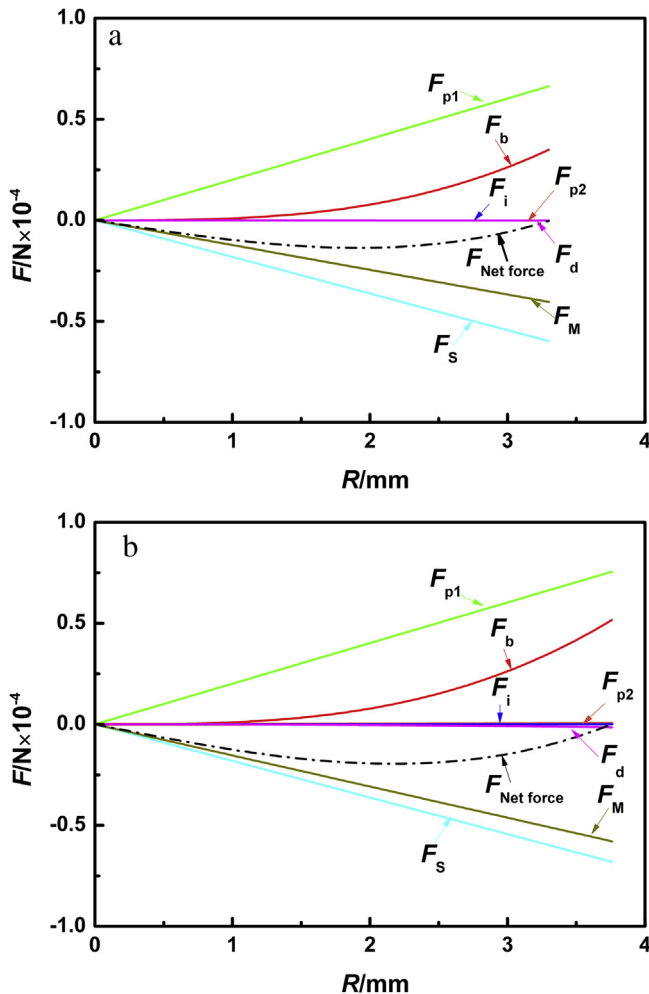 a
1.0
0.5
0.0
-0.5
-1.0
F/N×10⁻⁴
Fp1
Fb
Fi
Fp2
Fd
FNet force
FM
FS
0 1 2 3 4
R/mm
b
1.0
0.5
0.0
-0.5
-1.0
F/N×10⁻⁴
Fp1
Fb
Fi
Fp2
Fd
FNet force
FM
FS
0 1 2 3 4
R/mm